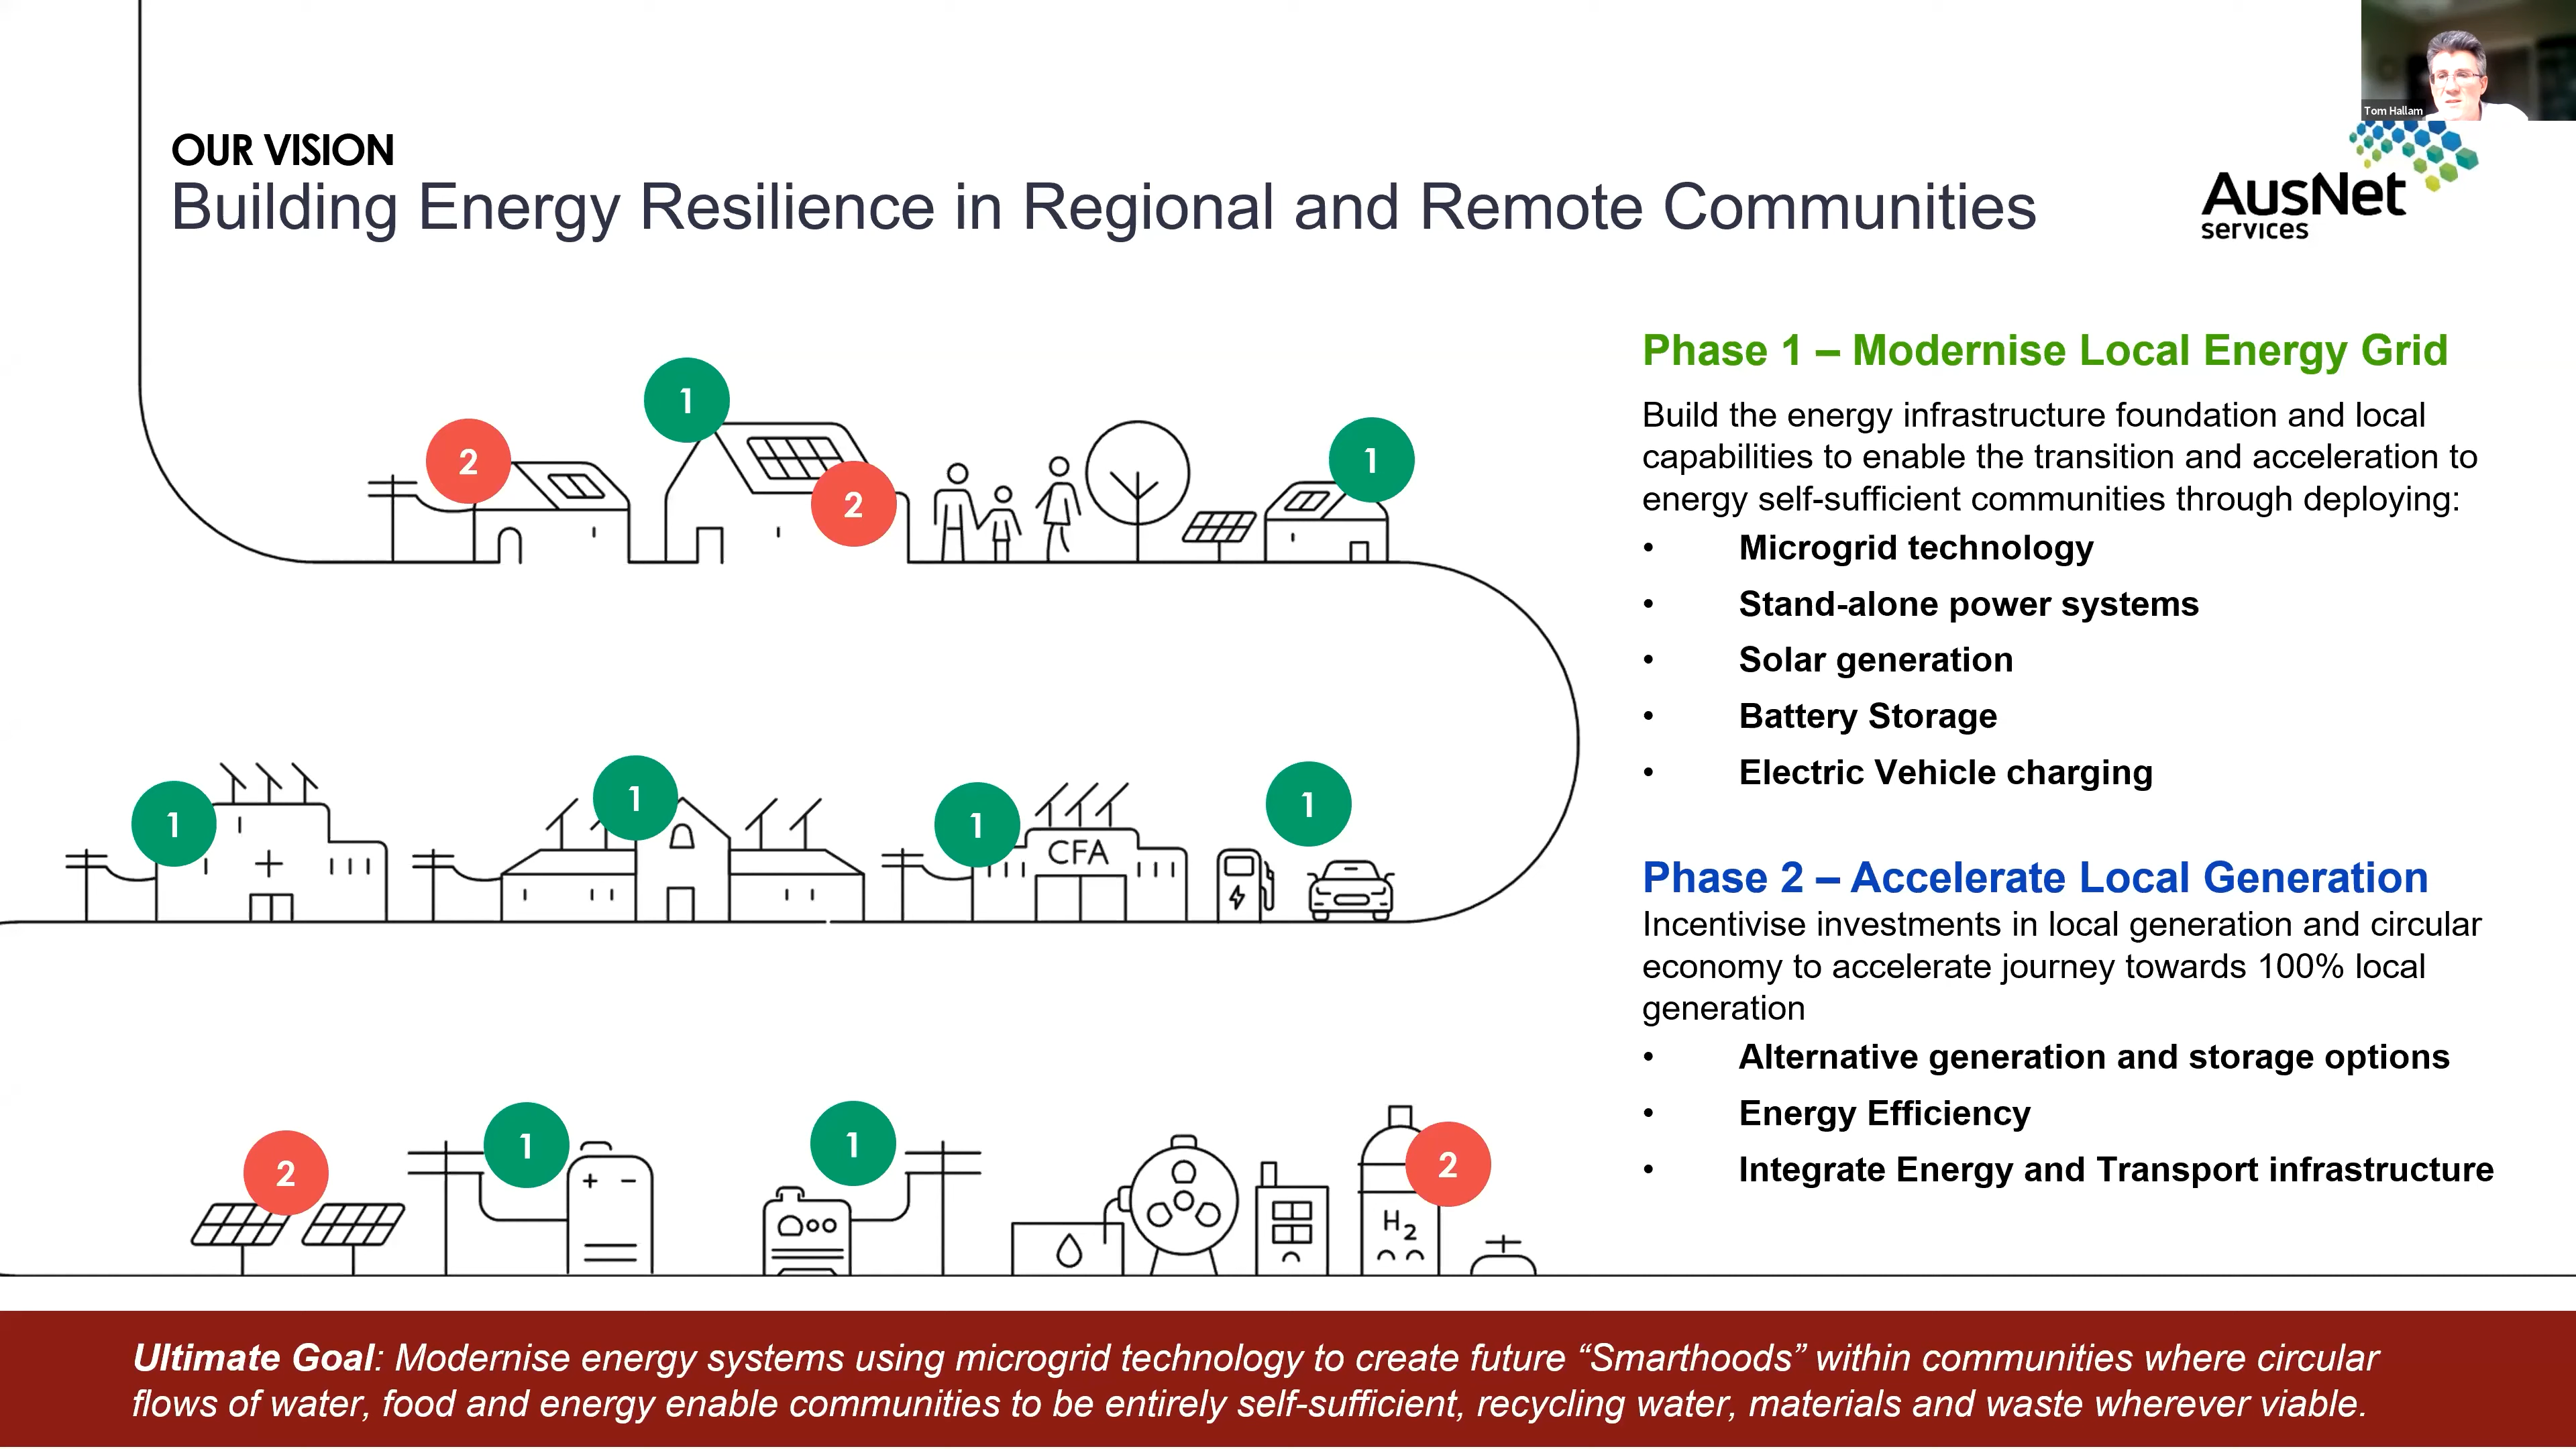 Tom Hallam
OUR VISION
Building Energy Resilience in Regional and Remote Communities
AusNet
services
1
2
2
1
Phase 1 – Modernise Local Energy Grid
Build the energy infrastructure foundation and local
capabilities to enable the transition and acceleration to
energy self-sufficient communities through deploying:
• Microgrid technology
• Stand-alone power systems
• Solar generation
• Battery Storage
• Electric Vehicle charging
1
1
1
1
CFA
Phase 2 – Accelerate Local Generation
Incentivise investments in local generation and circular
economy to accelerate journey towards 100% local
generation
• Alternative generation and storage options
• Energy Efficiency
• Integrate Energy and Transport infrastructure
2
1
1
2
+ −
H2
Ultimate Goal: Modernise energy systems using microgrid technology to create future “Smarthoods” within communities where circular
flows of water, food and energy enable communities to be entirely self-sufficient, recycling water, materials and waste wherever viable.